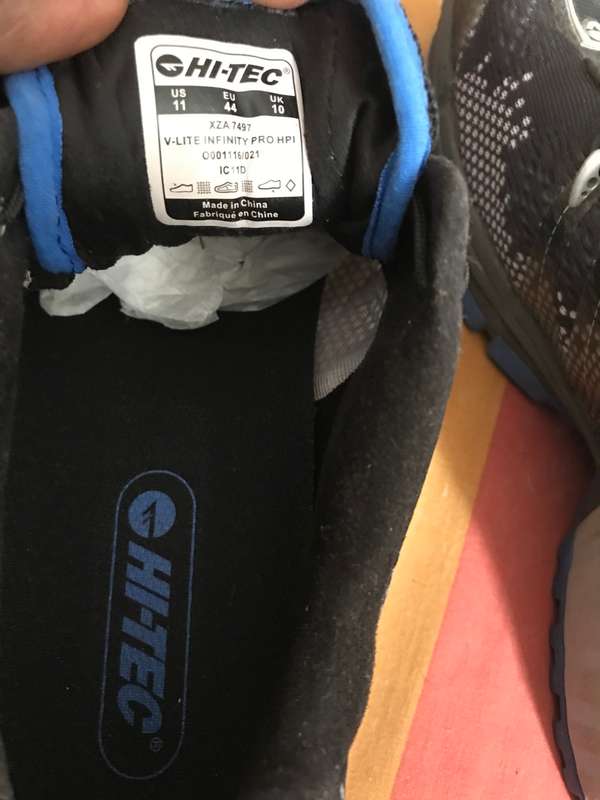 HI-TEC®
US EU UK
11 44 10
XZA 7497
V-LITE INFINITY PRO HPI
O001116/021
IC11D
Made in China
Fabriqué en Chine
HI-TEC®